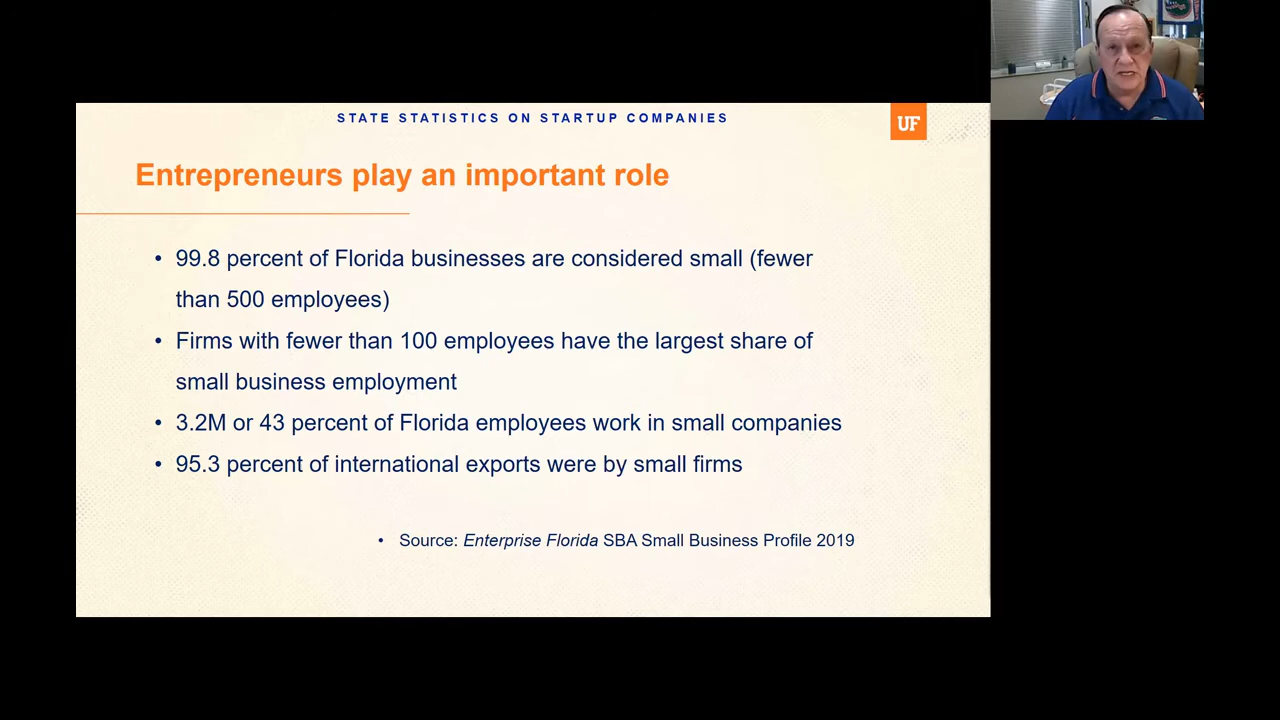 STATE STATISTICS ON STARTUP COMPANIES
UF
Entrepreneurs play an important role
• 99.8 percent of Florida businesses are considered small (fewer
than 500 employees)
• Firms with fewer than 100 employees have the largest share of
small business employment
• 3.2M or 43 percent of Florida employees work in small companies
• 95.3 percent of international exports were by small firms
• Source: Enterprise Florida SBA Small Business Profile 2019